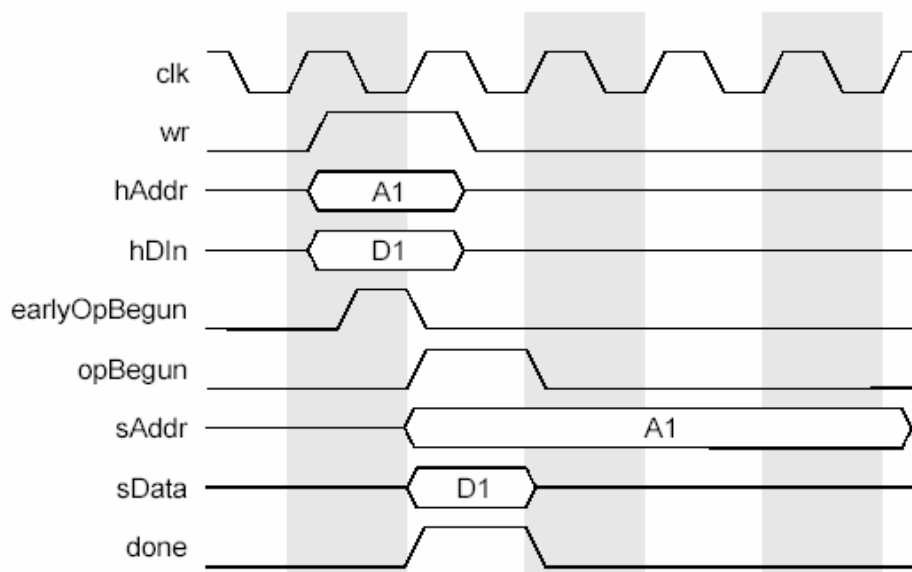 clk
wr
hAddr
A1
hDIn
D1
earlyOpBegun
opBegun
sAddr
A1
sData
D1
done